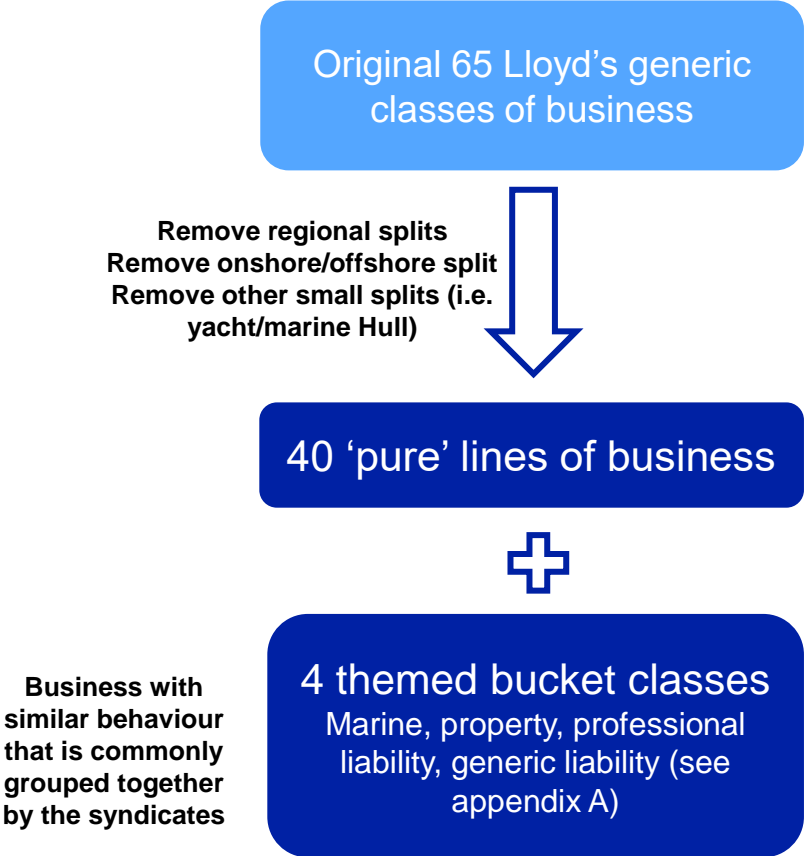 Original 65 Lloyd's generic
classes of business
Remove regional splits
Remove onshore/offshore split
Remove other small splits (i.e.
yacht/marine Hull)
40 ‘pure’ lines of business
4 themed bucket classes
Marine, property, professional
liability, generic liability (see
appendix A)
Business with
similar behaviour
that is commonly
grouped together
by the syndicates